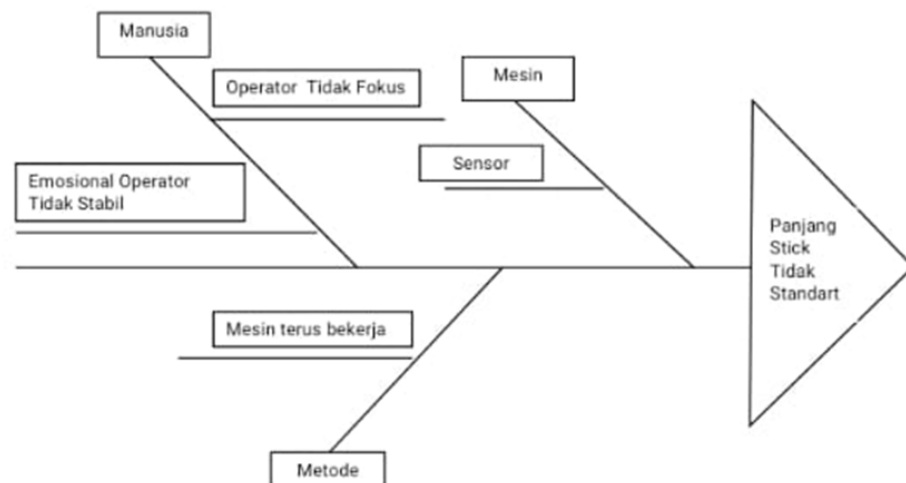 Manusia
Operator Tidak Fokus
Mesin
Sensor
Emosional Operator
Tidak Stabil
Panjang
Stick
Tidak
Standart
Mesin terus bekerja
Metode